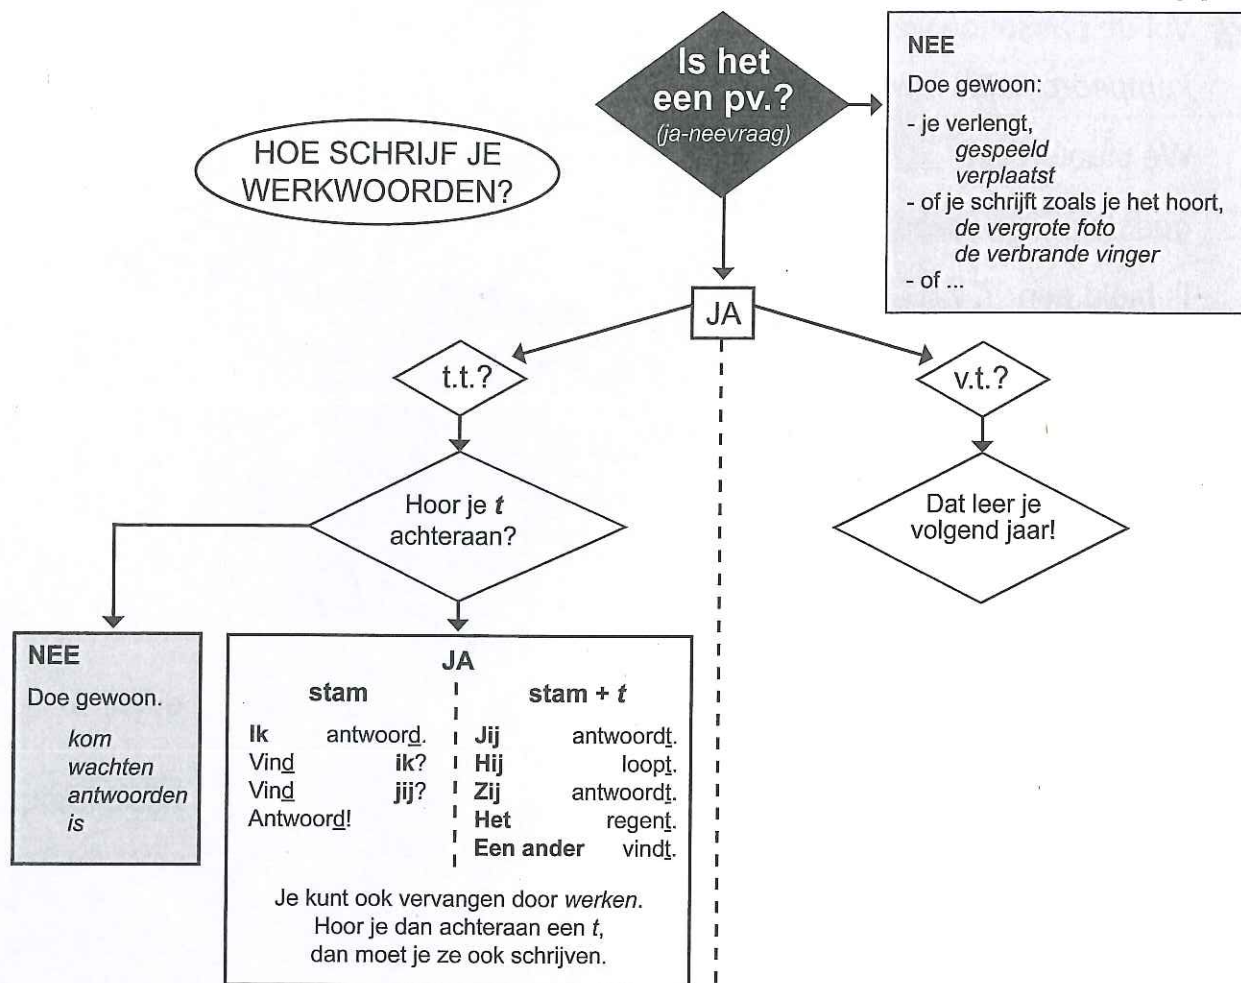 HOE SCHRIJF JE
WERKWOORDEN?
Is het
een pv.?
(ja-neevraag)
NEE
Doe gewoon:
- je verlengt,
gespeeld
verplaatst
- of je schrijft zoals je het hoort,
de vergrote foto
de verbrande vinger
- of ...
JA
t.t.?
v.t.?
Hoor je t
achteraan?
Dat leer je
volgend jaar!
NEE
Doe gewoon.
kom
wachten
antwoorden
is
JA
stam
Ik antwoord.
Vind ik?
Vind jij?
Antwoord!
stam + t
Jij antwoordt.
Hij loopt.
Zij antwoordt.
Het regent.
Een ander vindt.
Je kunt ook vervangen door werken.
Hoor je dan achteraan een t,
dan moet je ze ook schrijven.